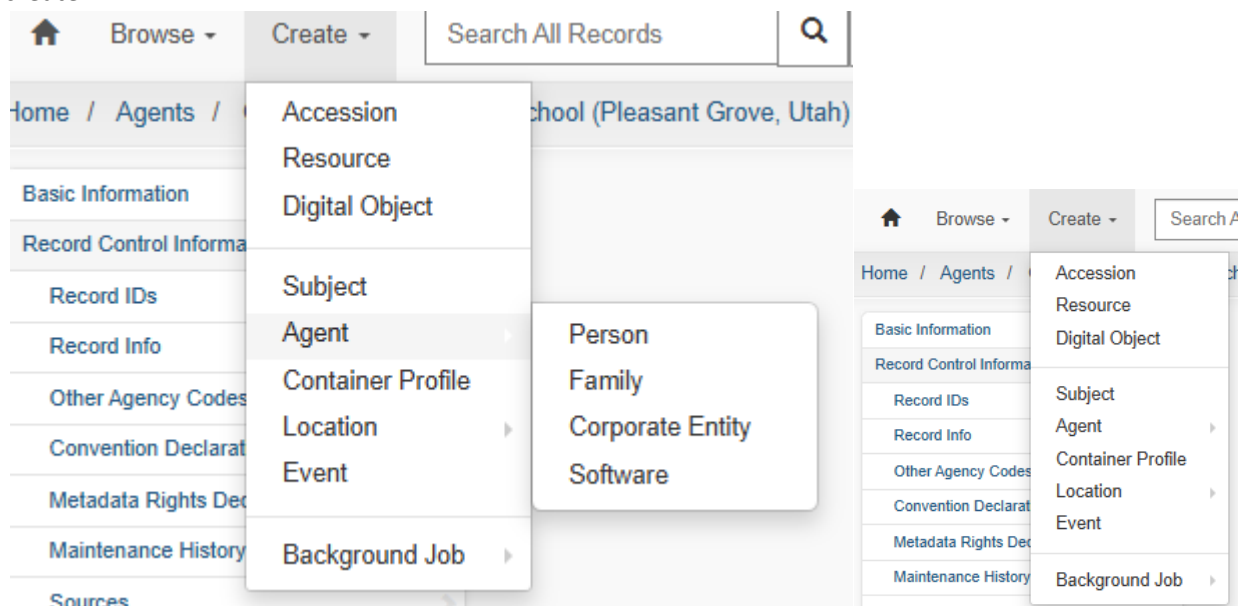 Browse Create Search All Records
Home / Agents / chool (Pleasant Grove, Utah)
Accession
Resource
Digital Object
Subject
Agent
Container Profile
Location
Event
Background Job
Person
Family
Corporate Entity
Software
Basic Information
Record Control Informa
Record IDs
Record Info
Other Agency Codes
Convention Declarat
Metadata Rights Dec
Maintenance History
Sources
Browse Create Search A
Home / Agents /
Accession
Resource
Digital Object
Subject
Agent
Container Profile
Location
Event
Background Job
Basic Information
Record Control Informa
Record IDs
Record Info
Other Agency Codes
Convention Declarat
Metadata Rights Dec
Maintenance History